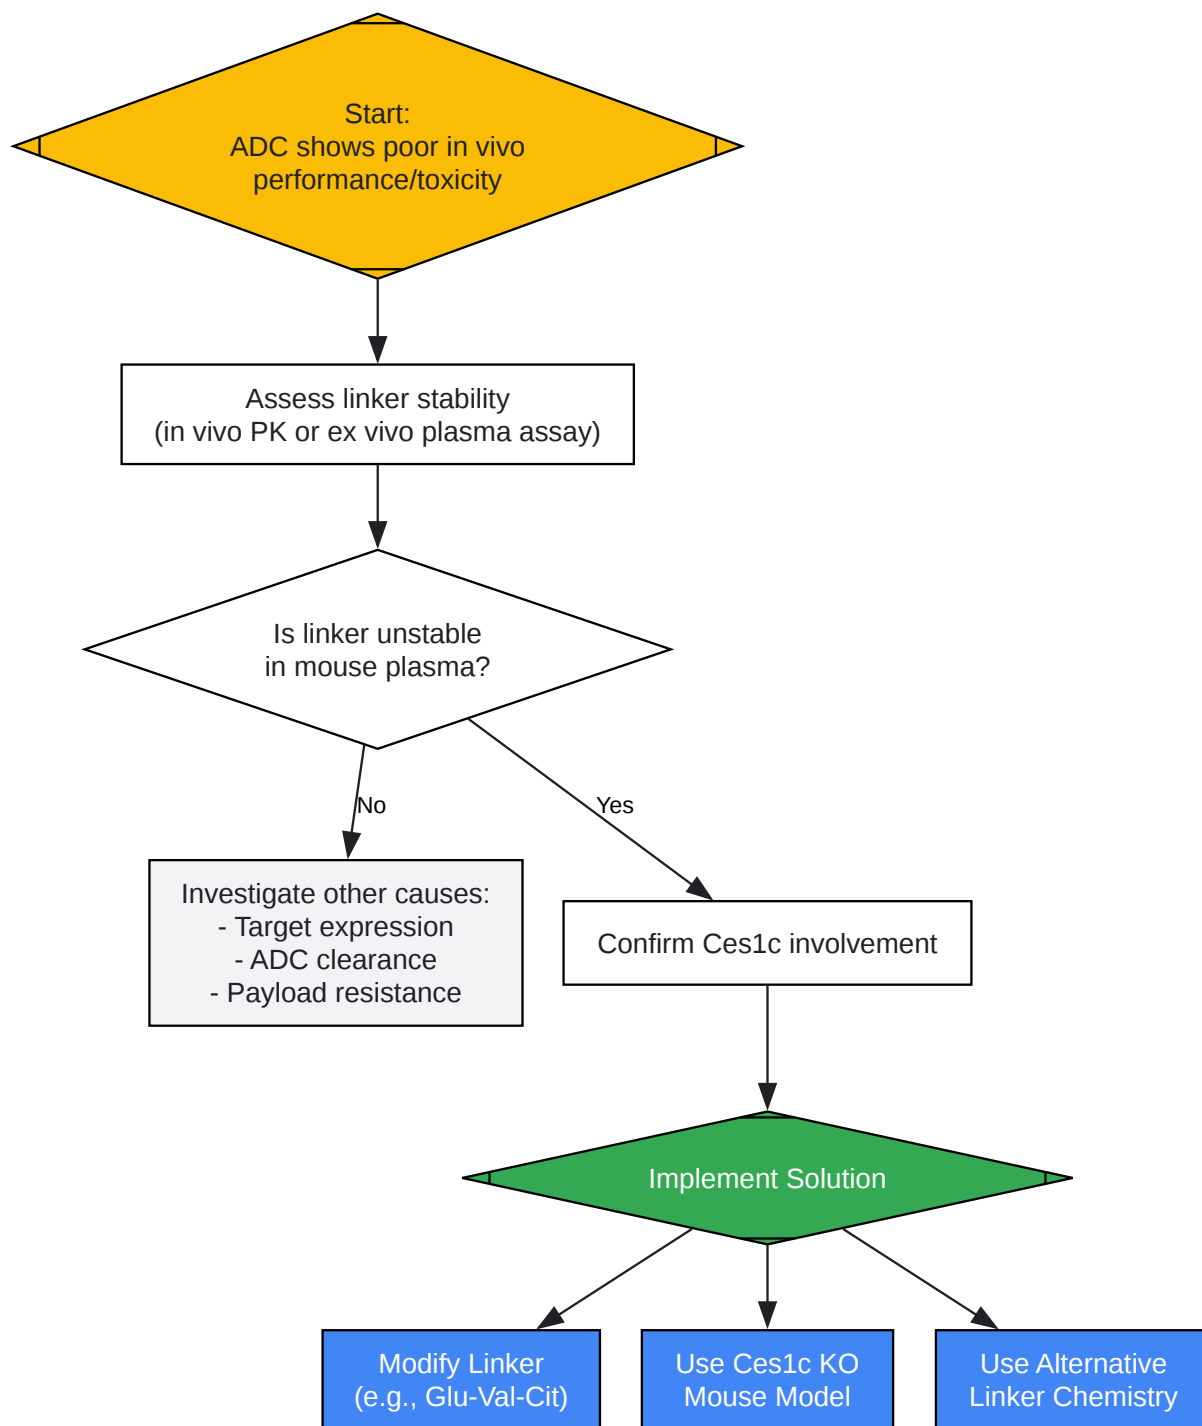 Start:
ADC shows poor in vivo
performance/toxicity
Assess linker stability
(in vivo PK or ex vivo plasma assay)
Is linker unstable
in mouse plasma?
No
Yes
Investigate other causes:
- Target expression
- ADC clearance
- Payload resistance
Confirm Ces1c involvement
Implement Solution
Modify Linker
(e.g., Glu-Val-Cit)
Use Ces1c KO
Mouse Model
Use Alternative
Linker Chemistry